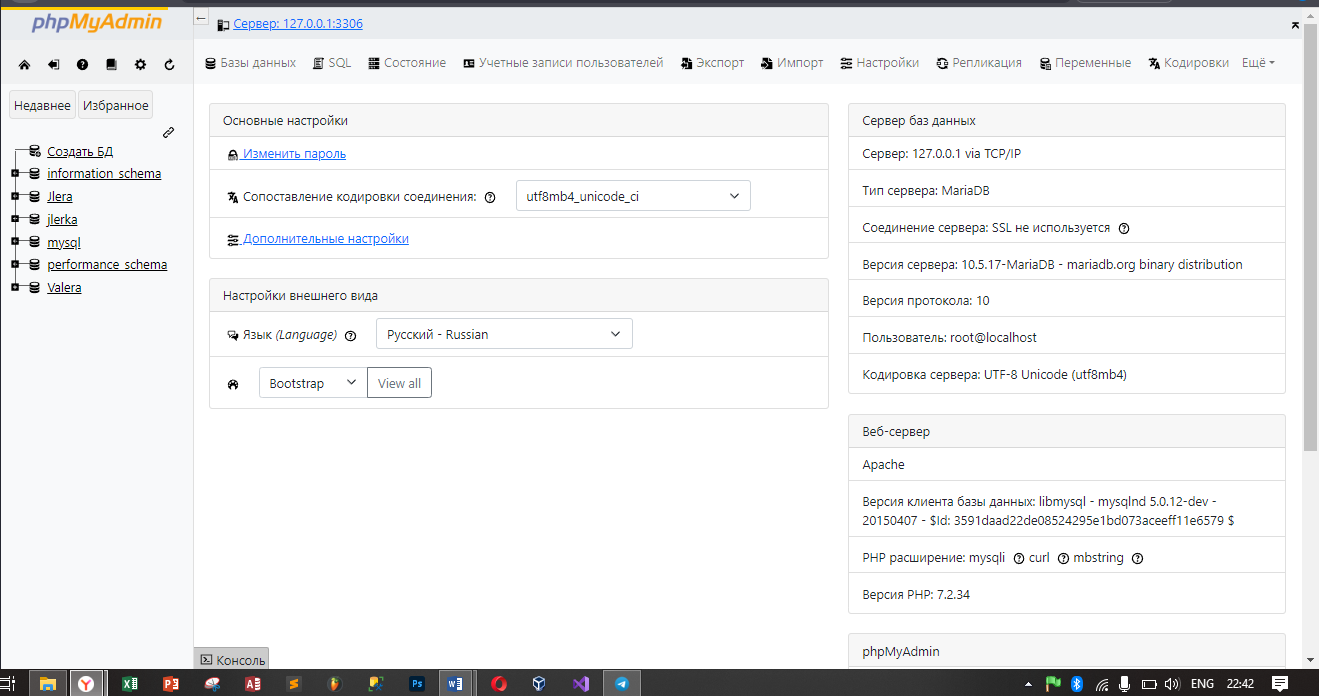 phpMyAdmin
Сервер: 127.0.0.1:3306
Базы данных
SQL
Состояние
Учетные записи пользователей
Экспорт
Импорт
Настройки
Репликация
Переменные
Кодировки
Ещё
Недавнее
Избранное
Создать БД
information_schema
Jlera
jlerka
mysql
performance_schema
Valera
Основные настройки
Изменить пароль
Сопоставление кодировки соединения:
utf8mb4_unicode_ci
Дополнительные настройки
Настройки внешнего вида
Язык (Language)
Русский - Russian
Bootstrap
View all
Сервер баз данных
Сервер: 127.0.0.1 via TCP/IP
Тип сервера: MariaDB
Соединение сервера: SSL не используется
Версия сервера: 10.5.17-MariaDB - mariadb.org binary distribution
Версия протокола: 10
Пользователь: root@localhost
Кодировка сервера: UTF-8 Unicode (utf8mb4)
Веб-сервер
Apache
Версия клиента базы данных: libmysql - mysqlnd 5.0.12-dev -
20150407 - $Id: 3591daad22de08524295e1bd073aceeff11e6579 $
PHP расширение: mysqli curl mbstring
Версия PHP: 7.2.34
phpMyAdmin
Консоль
ENG
22:42